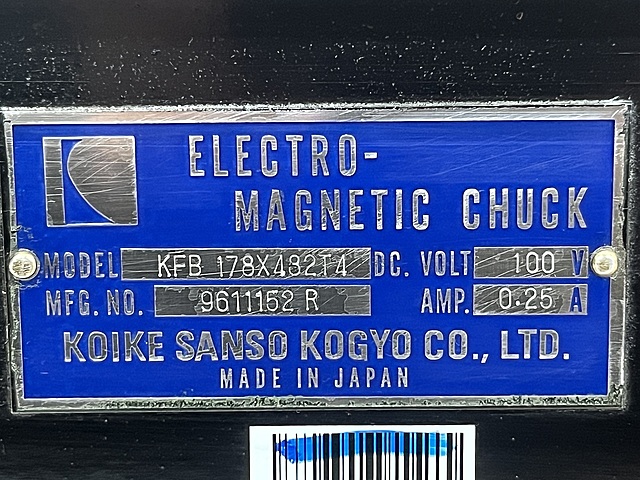 ELECTRO-
MAGNETIC CHUCK
MODEL KFB 178X432T4 DC. VOLT 100 V
MFG. NO. 9611152 R AMP. 0.25 A
KOIKE SANSO KOGYO CO., LTD.
MADE IN JAPAN